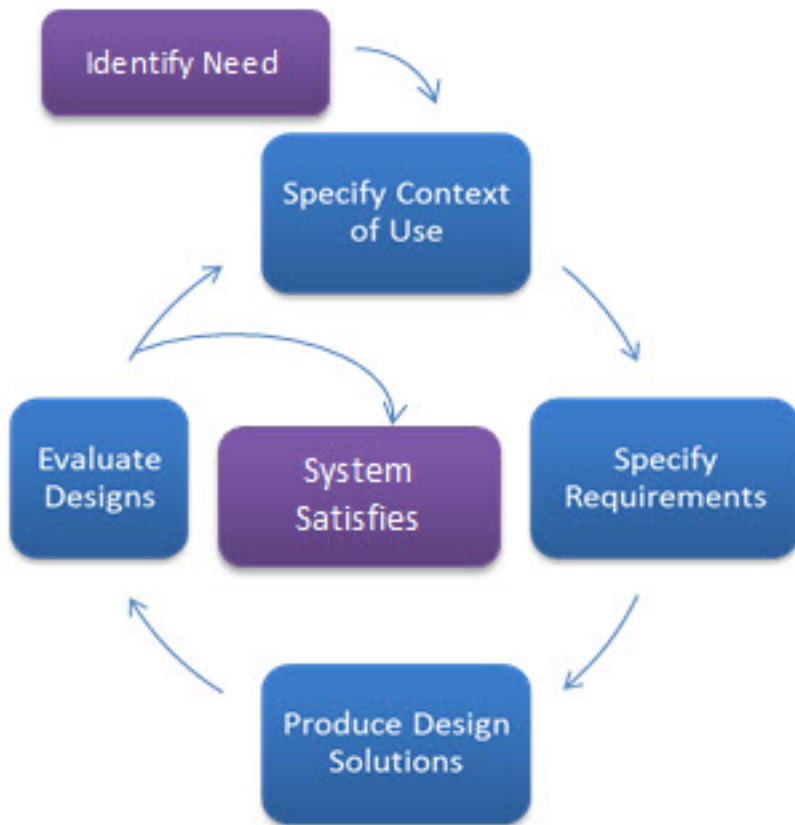 Identify Need
Specify Context
of Use
Specify
Requirements
Produce Design
Solutions
Evaluate
Designs
System
Satisfies